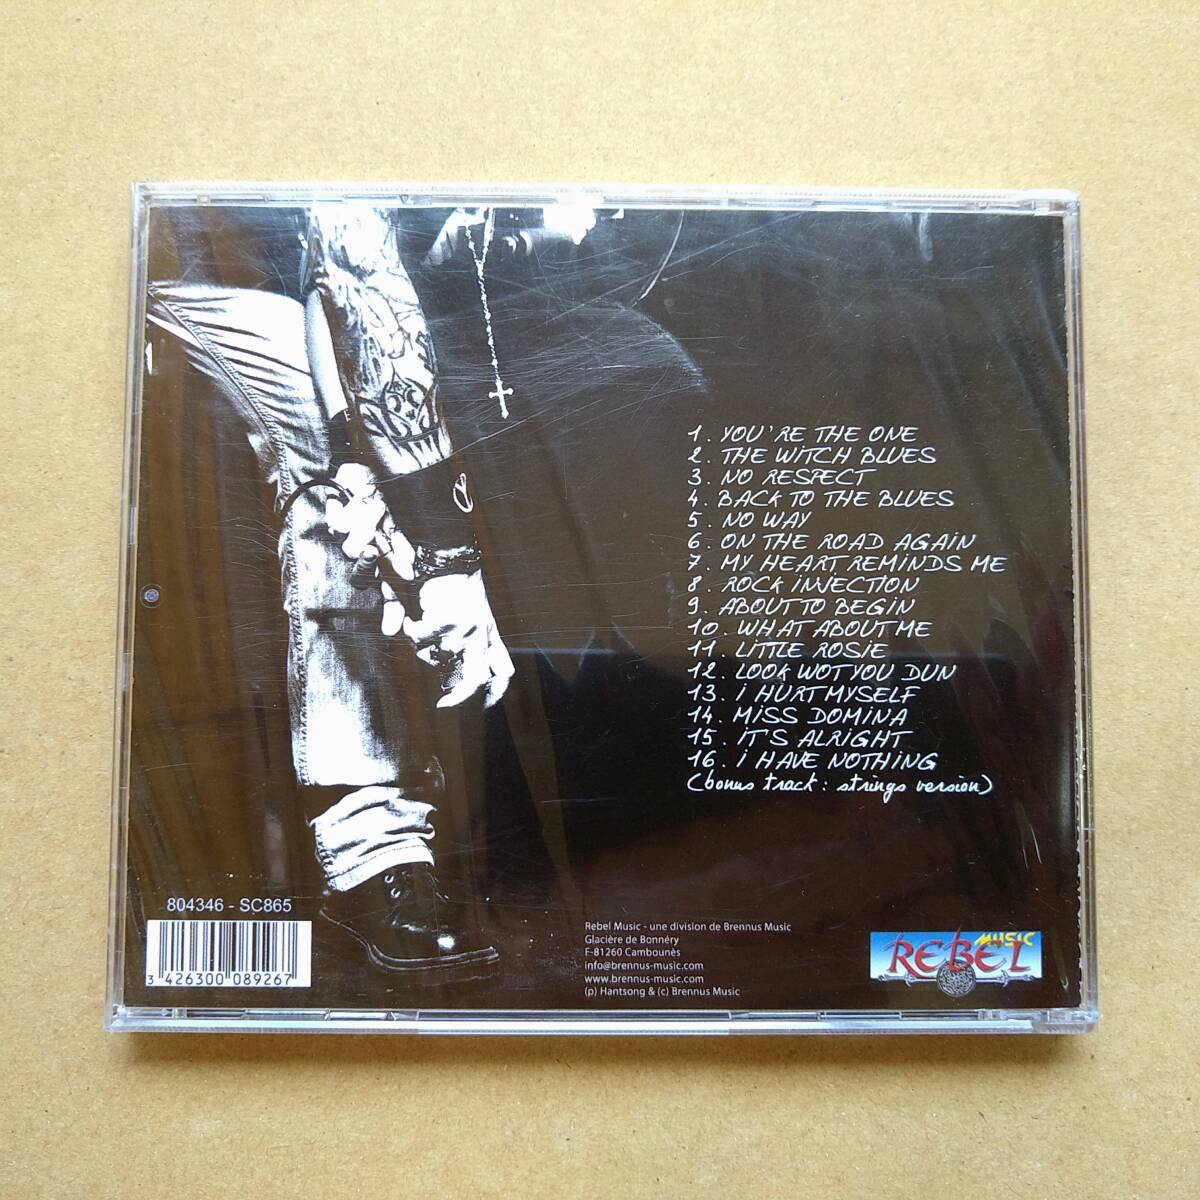 1. YOU'RE THE ONE
2. THE WiTCH BLUES
3. NO RESPECT
4. BACK TO THE BLUES
5. NO WAY
6. ON THE ROAD AGAiN
7. MY HEART REMiNDS ME
8. ROCK iNJECTiON
9. ABOUT TO BEGiN
10. WHAT ABOUT ME
11. LiTTLE ROSiE
12. LOOK WOT YOU DUN
13. i HURT MYSELF
14. MiSS DOMiNA
15. iT'S ALRiGHT
16. i HAVE NOTHiNG
(bonus track : strings version)
804346 - SC865
3 426300 089267
Rebel Music - une division de Brennus Music
Glacière de Bonnéry
F-81260 Cambounès
info@brennus-music.com
www.brennus-music.com
(p) Hantsong & (c) Brennus Music
MUSIC
REBEL